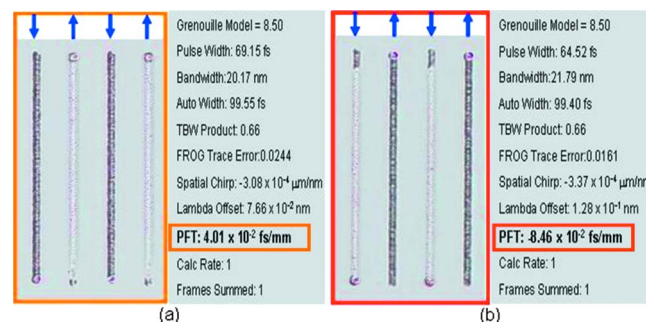 Grenouille Model = 8.50
Pulse Width: 69.15 fs
Bandwidth:20.17 nm
Auto Width: 99.55 fs
TBW Product: 0.66
FROG Trace Error:0.0244
Spatial Chirp: -3.08 x 10-4 µm/nm
Lambda Offset: 7.66 x 10-2 nm
PFT: 4.01 x 10-2 fs/mm
Calc Rate: 1
Frames Summed: 1
(a)
Grenouille Model = 8.50
Pulse Width: 64.52 fs
Bandwidth:21.79 nm
Auto Width: 99.40 fs
TBW Product: 0.66
FROG Trace Error:0.0161
Spatial Chirp: -3.37 x 10-4 µm/nm
Lambda Offset: 1.28 x 10-1 nm
PFT: -8.46 x 10-2 fs/mm
Calc Rate: 1
Frames Summed: 1
(b)